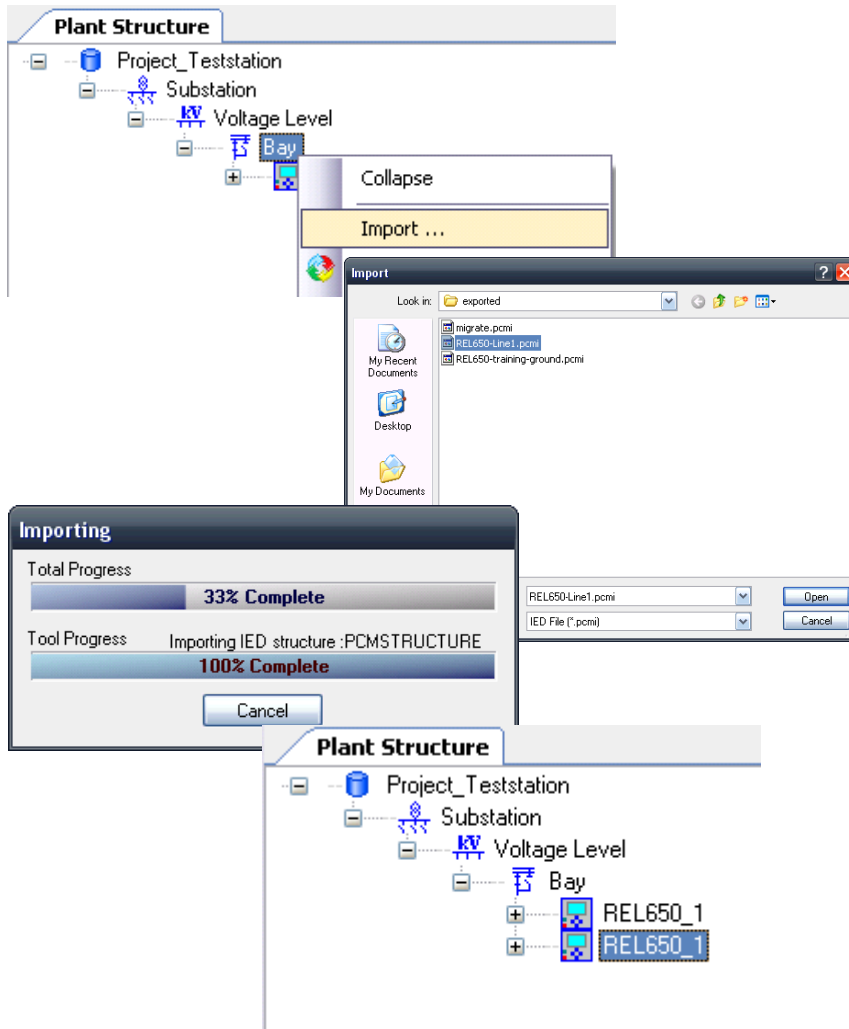 Plant Structure
Project_Teststation
Substation
kV Voltage Level
Bay
Collapse
Import ...
Import
Look in: exported
migrate.pcmi
REL650-Line1.pcmi
REL650-training-ground.pcmi
My Recent
Documents
Desktop
My Documents
REL650-Line1.pcmi Open
IED File (*.pcmi) Cancel
Importing
Total Progress
33% Complete
Tool Progress Importing IED structure :PCMSTRUCTURE
100% Complete
Cancel
Plant Structure
Project_Teststation
Substation
kV Voltage Level
Bay
REL650_1
REL650_1